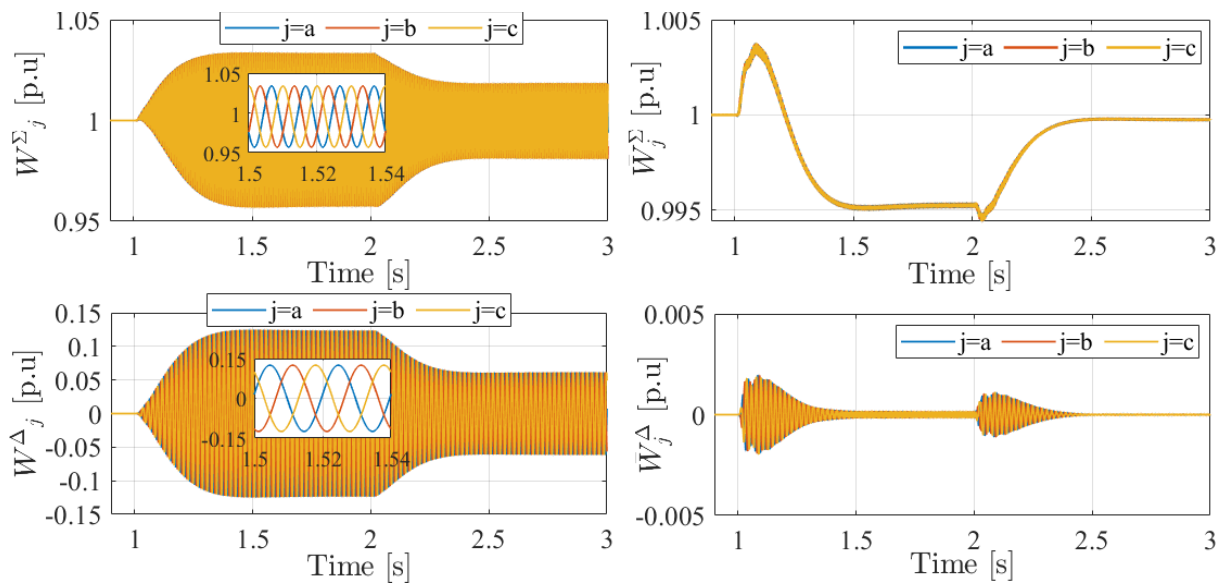 W^Σ_j [p.u]
1.05
1
0.95
j=a j=b j=c
1.05
1
0.95
1.5 1.52 1.54
1 1.5 2 2.5 3
Time [s]
W̄_j^Σ [p.u]
1.005
1
0.995
j=a
j=b
j=c
1 1.5 2 2.5 3
Time [s]
W^Δ_j [p.u]
0.15
0.1
0.05
0
-0.05
-0.1
-0.15
j=a j=b j=c
0.15
0
-0.15
1.5 1.52 1.54
1 1.5 2 2.5 3
Time [s]
W̄_j^Δ [p.u]
0.005
0
-0.005
j=a j=b j=c
1 1.5 2 2.5 3
Time [s]